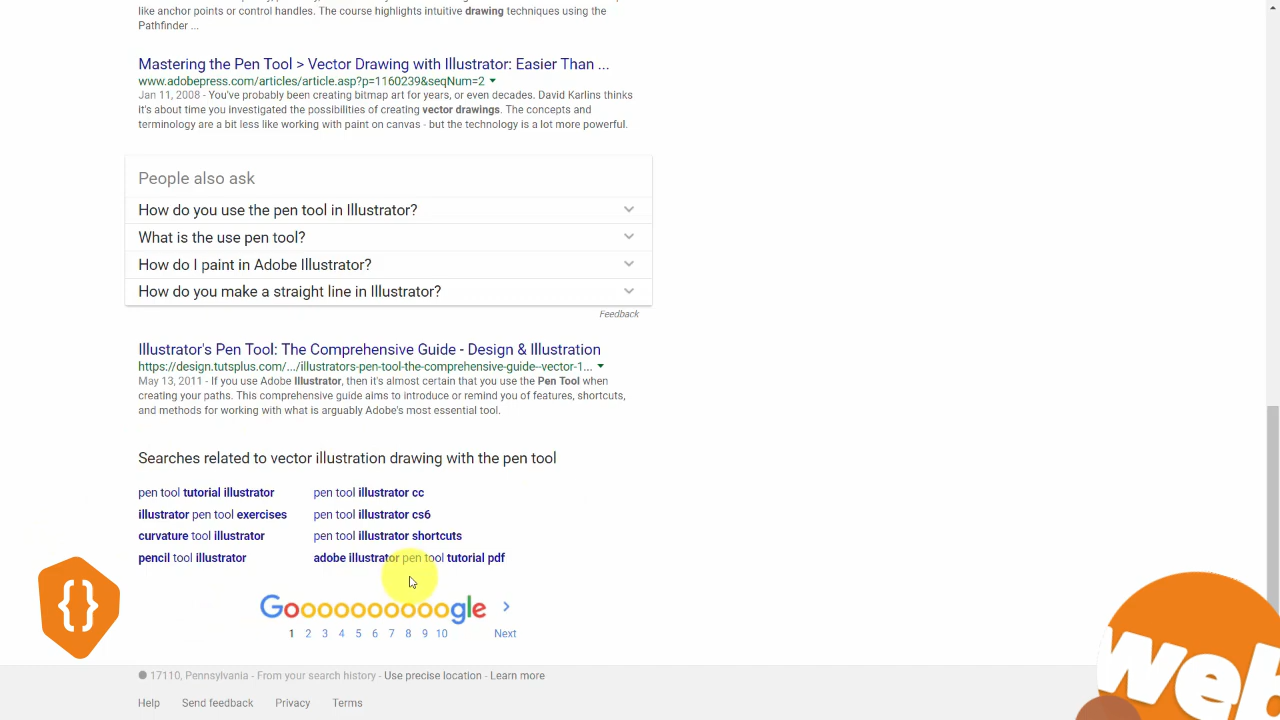 like anchor points or control handles. The course highlights intuitive drawing techniques using the
Pathfinder ...
Mastering the Pen Tool > Vector Drawing with Illustrator: Easier Than ...
www.adobepress.com/articles/article.asp?p=1160239&seqNum=2
Jan 11, 2008 - You've probably been creating bitmap art for years, or even decades. David Karlins thinks
it's about time you investigated the possibilities of creating vector drawings. The concepts and
terminology are a bit less like working with paint on canvas - but the technology is a lot more powerful.
People also ask
How do you use the pen tool in Illustrator?
What is the use pen tool?
How do I paint in Adobe Illustrator?
How do you make a straight line in Illustrator?
Feedback
Illustrator's Pen Tool: The Comprehensive Guide - Design & Illustration
https://design.tutsplus.com/.../illustrators-pen-tool-the-comprehensive-guide--vector-1...
May 13, 2011 - If you use Adobe Illustrator, then it's almost certain that you use the Pen Tool when
creating your paths. This comprehensive guide aims to introduce or remind you of features, shortcuts,
and methods for working with what is arguably Adobe's most essential tool.
Searches related to vector illustration drawing with the pen tool
pen tool tutorial illustrator pen tool illustrator cc
illustrator pen tool exercises pen tool illustrator cs6
curvature tool illustrator pen tool illustrator shortcuts
pencil tool illustrator adobe illustrator pen tool tutorial pdf
{}
Goooooooooogle >
1 2 3 4 5 6 7 8 9 10 Next
web
17110, Pennsylvania - From your search history - Use precise location - Learn more
Help Send feedback Privacy Terms